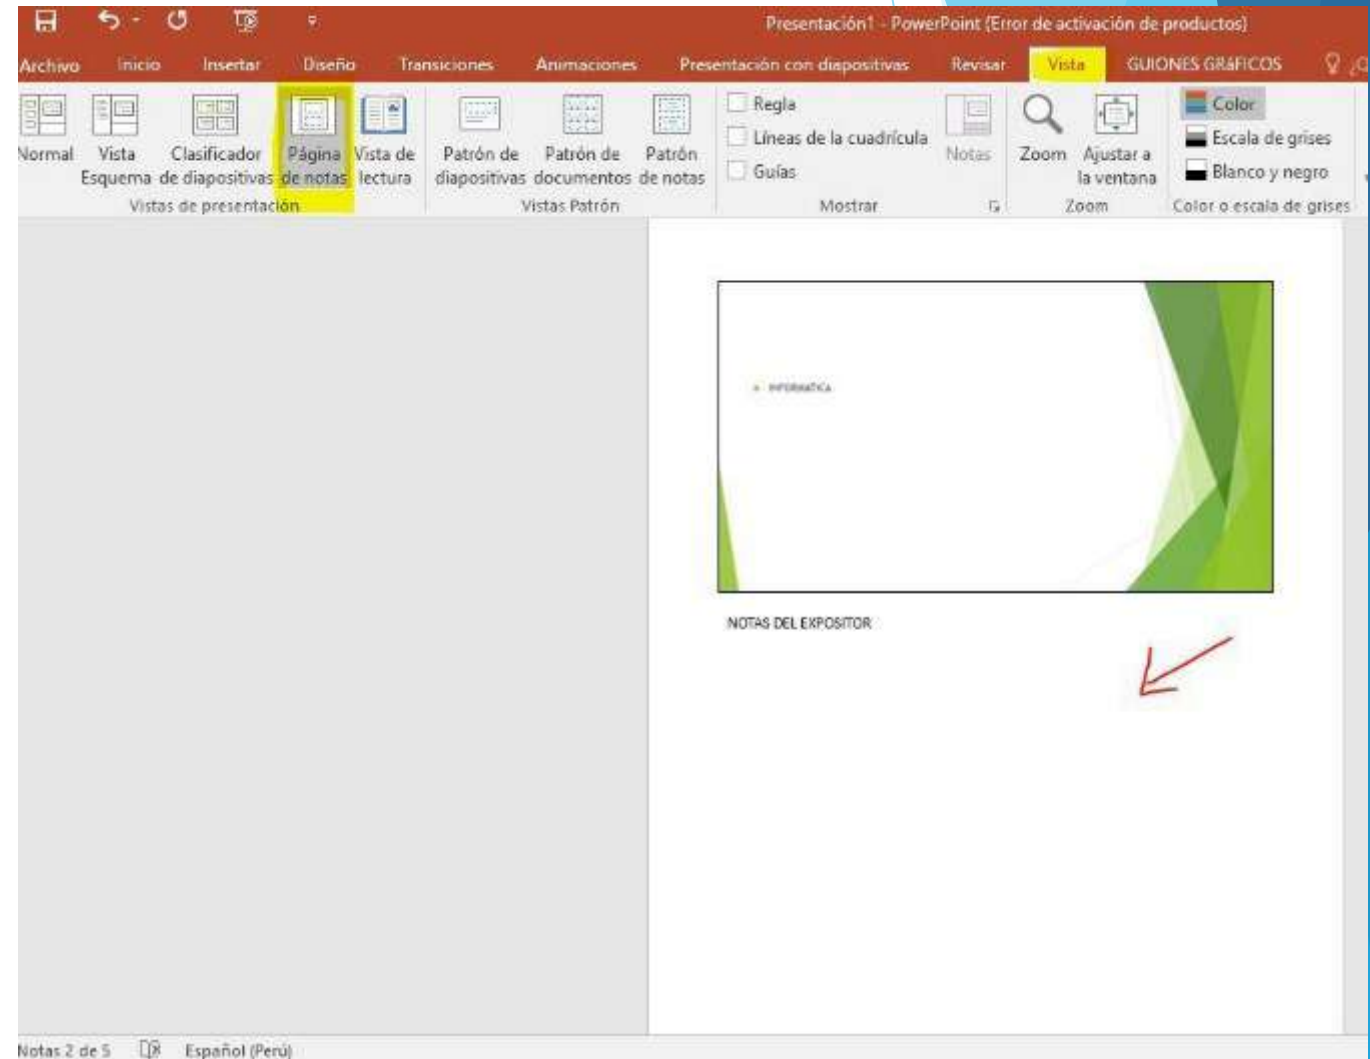 Presentación1 - PowerPoint (Error de activación de productos)
Archivo Inicio Insertar Diseño Transiciones Animaciones Presentación con diapositivas Revisar Vista GUIONES GRÁFICOS
Normal
Vista Esquema
Clasificador de diapositivas
Página de notas
Vista de lectura
Vistas de presentación
Patrón de diapositivas
Patrón de documentos
Patrón de notas
Vistas Patrón
Regla
Líneas de la cuadrícula
Guías
Mostrar
Notas
Zoom
Ajustar a la ventana
Zoom
Color
Escala de grises
Blanco y negro
Color o escala de grises
INFORMATICA
NOTAS DEL EXPOSITOR
Notas 2 de 5 Español (Perú)